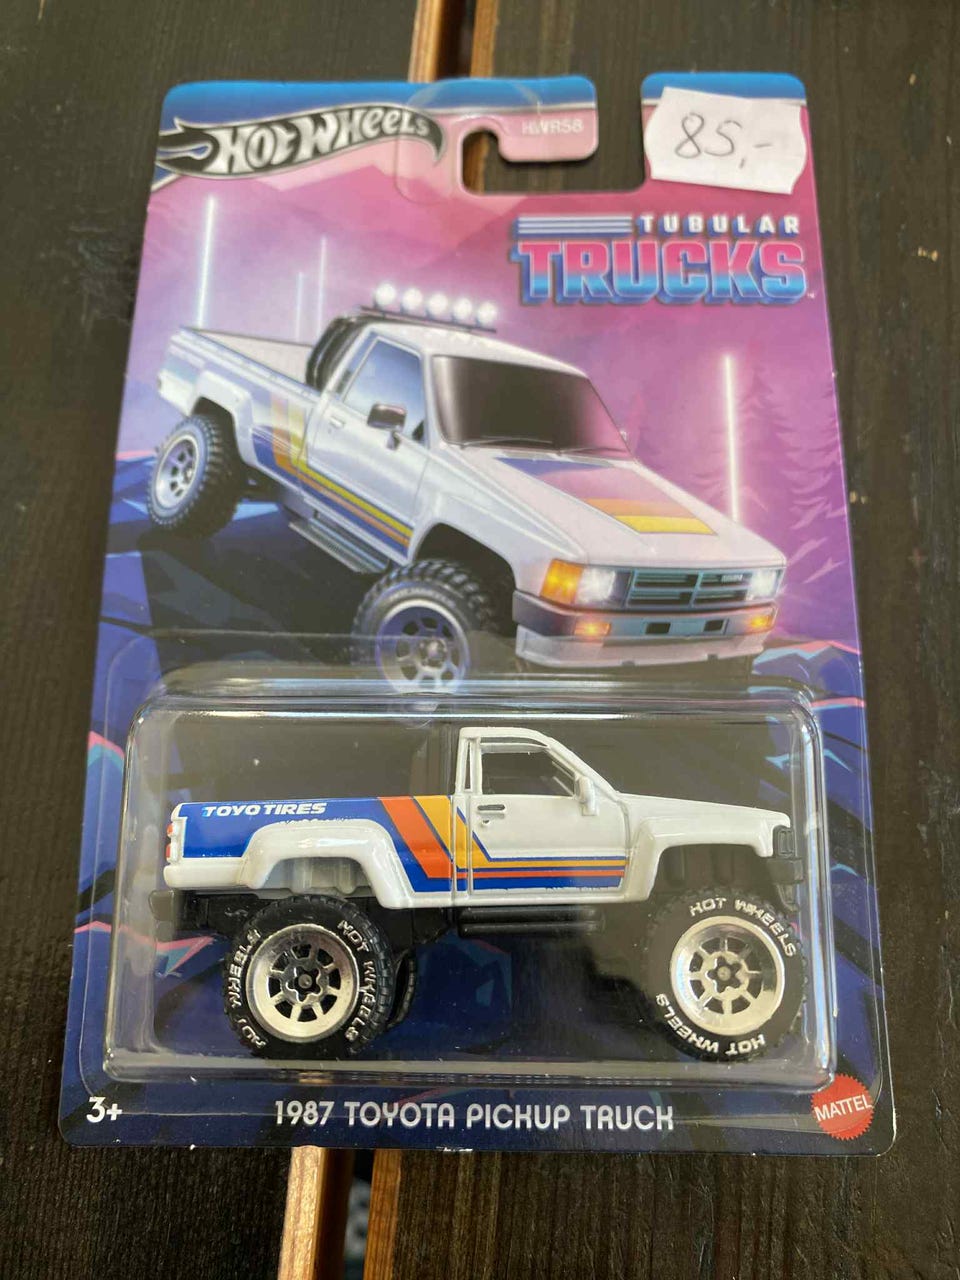 Hot Wheels
HWR58
85,-
TUBULAR
TRUCKS
TOYO TIRES
HOT WHEELS
HOT WHEELS
HOT WHEELS
HOT WHEELS
3+
1987 TOYOTA PICKUP TRUCK
MATTEL